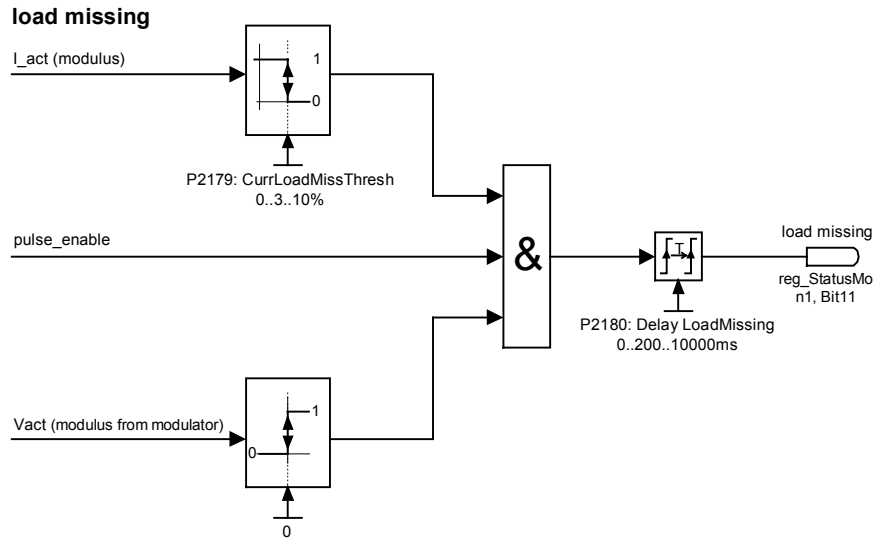 load missing
I_act (modulus)
1
0
P2179: CurrLoadMissThresh
0..3..10%
pulse_enable
&
T
load missing
reg_StatusMo
n1, Bit11
P2180: Delay LoadMissing
0..200..10000ms
Vact (modulus from modulator)
1
0
0